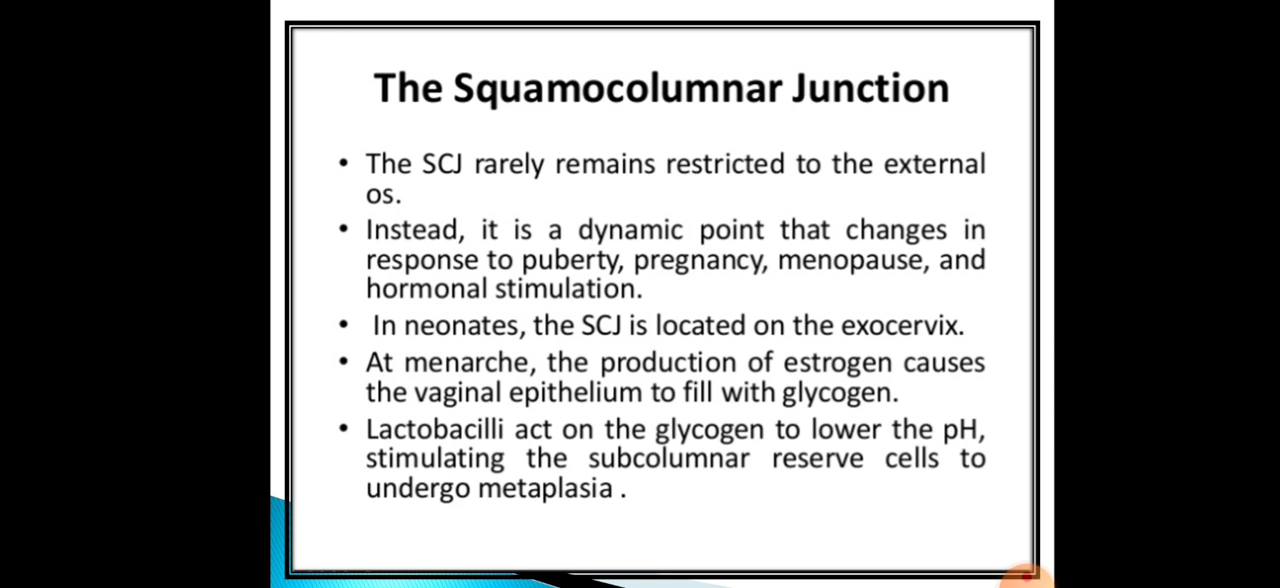 The Squamocolumnar Junction
• The SCJ rarely remains restricted to the external
os.
• Instead, it is a dynamic point that changes in
response to puberty, pregnancy, menopause, and
hormonal stimulation.
• In neonates, the SCJ is located on the exocervix.
• At menarche, the production of estrogen causes
the vaginal epithelium to fill with glycogen.
• Lactobacilli act on the glycogen to lower the pH,
stimulating the subcolumnar reserve cells to
undergo metaplasia .